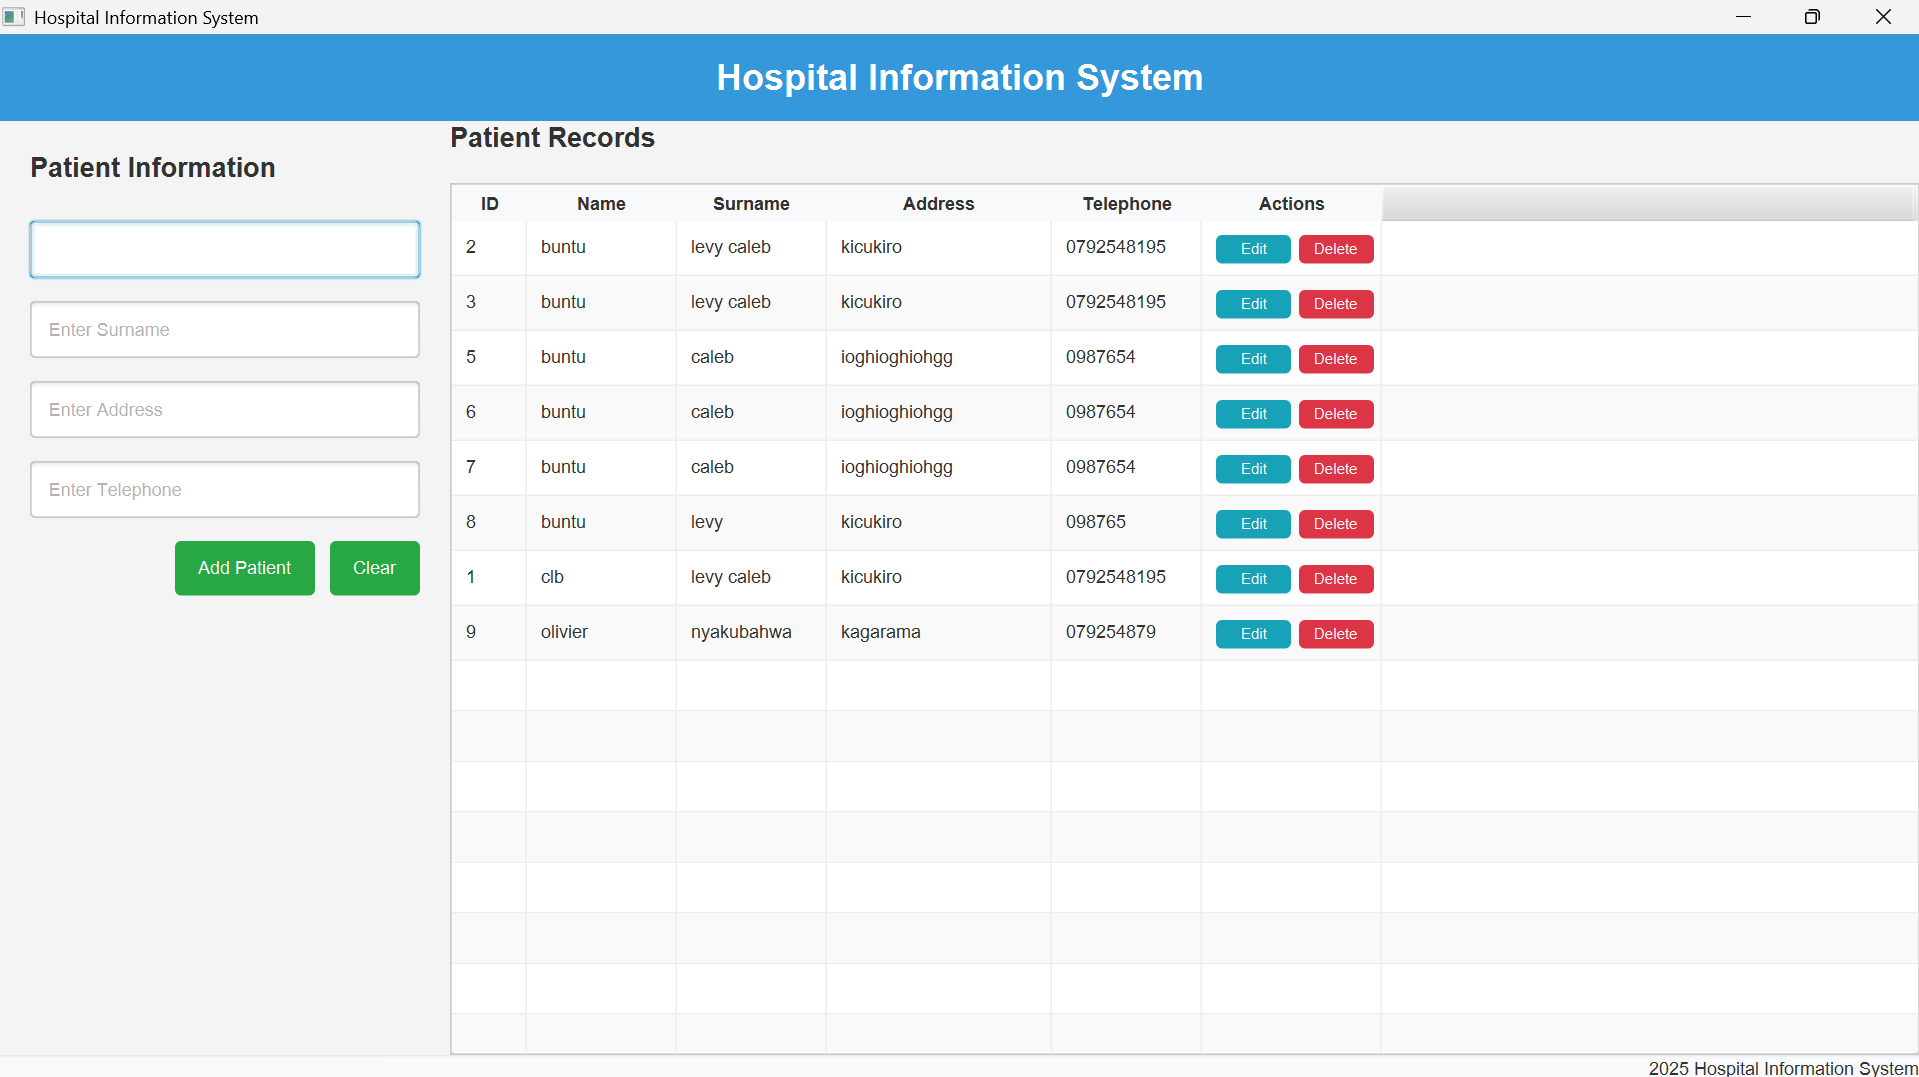 Hospital Information System
Hospital Information System
Patient Information
Enter Surname
Enter Address
Enter Telephone
Add Patient Clear
Patient Records
ID Name Surname Address Telephone Actions
2 buntu levy caleb kicukiro 0792548195 Edit Delete
3 buntu levy caleb kicukiro 0792548195 Edit Delete
5 buntu caleb ioghioghiohgg 0987654 Edit Delete
6 buntu caleb ioghioghiohgg 0987654 Edit Delete
7 buntu caleb ioghioghiohgg 0987654 Edit Delete
8 buntu levy kicukiro 098765 Edit Delete
1 clb levy caleb kicukiro 0792548195 Edit Delete
9 olivier nyakubahwa kagarama 079254879 Edit Delete
2025 Hospital Information System